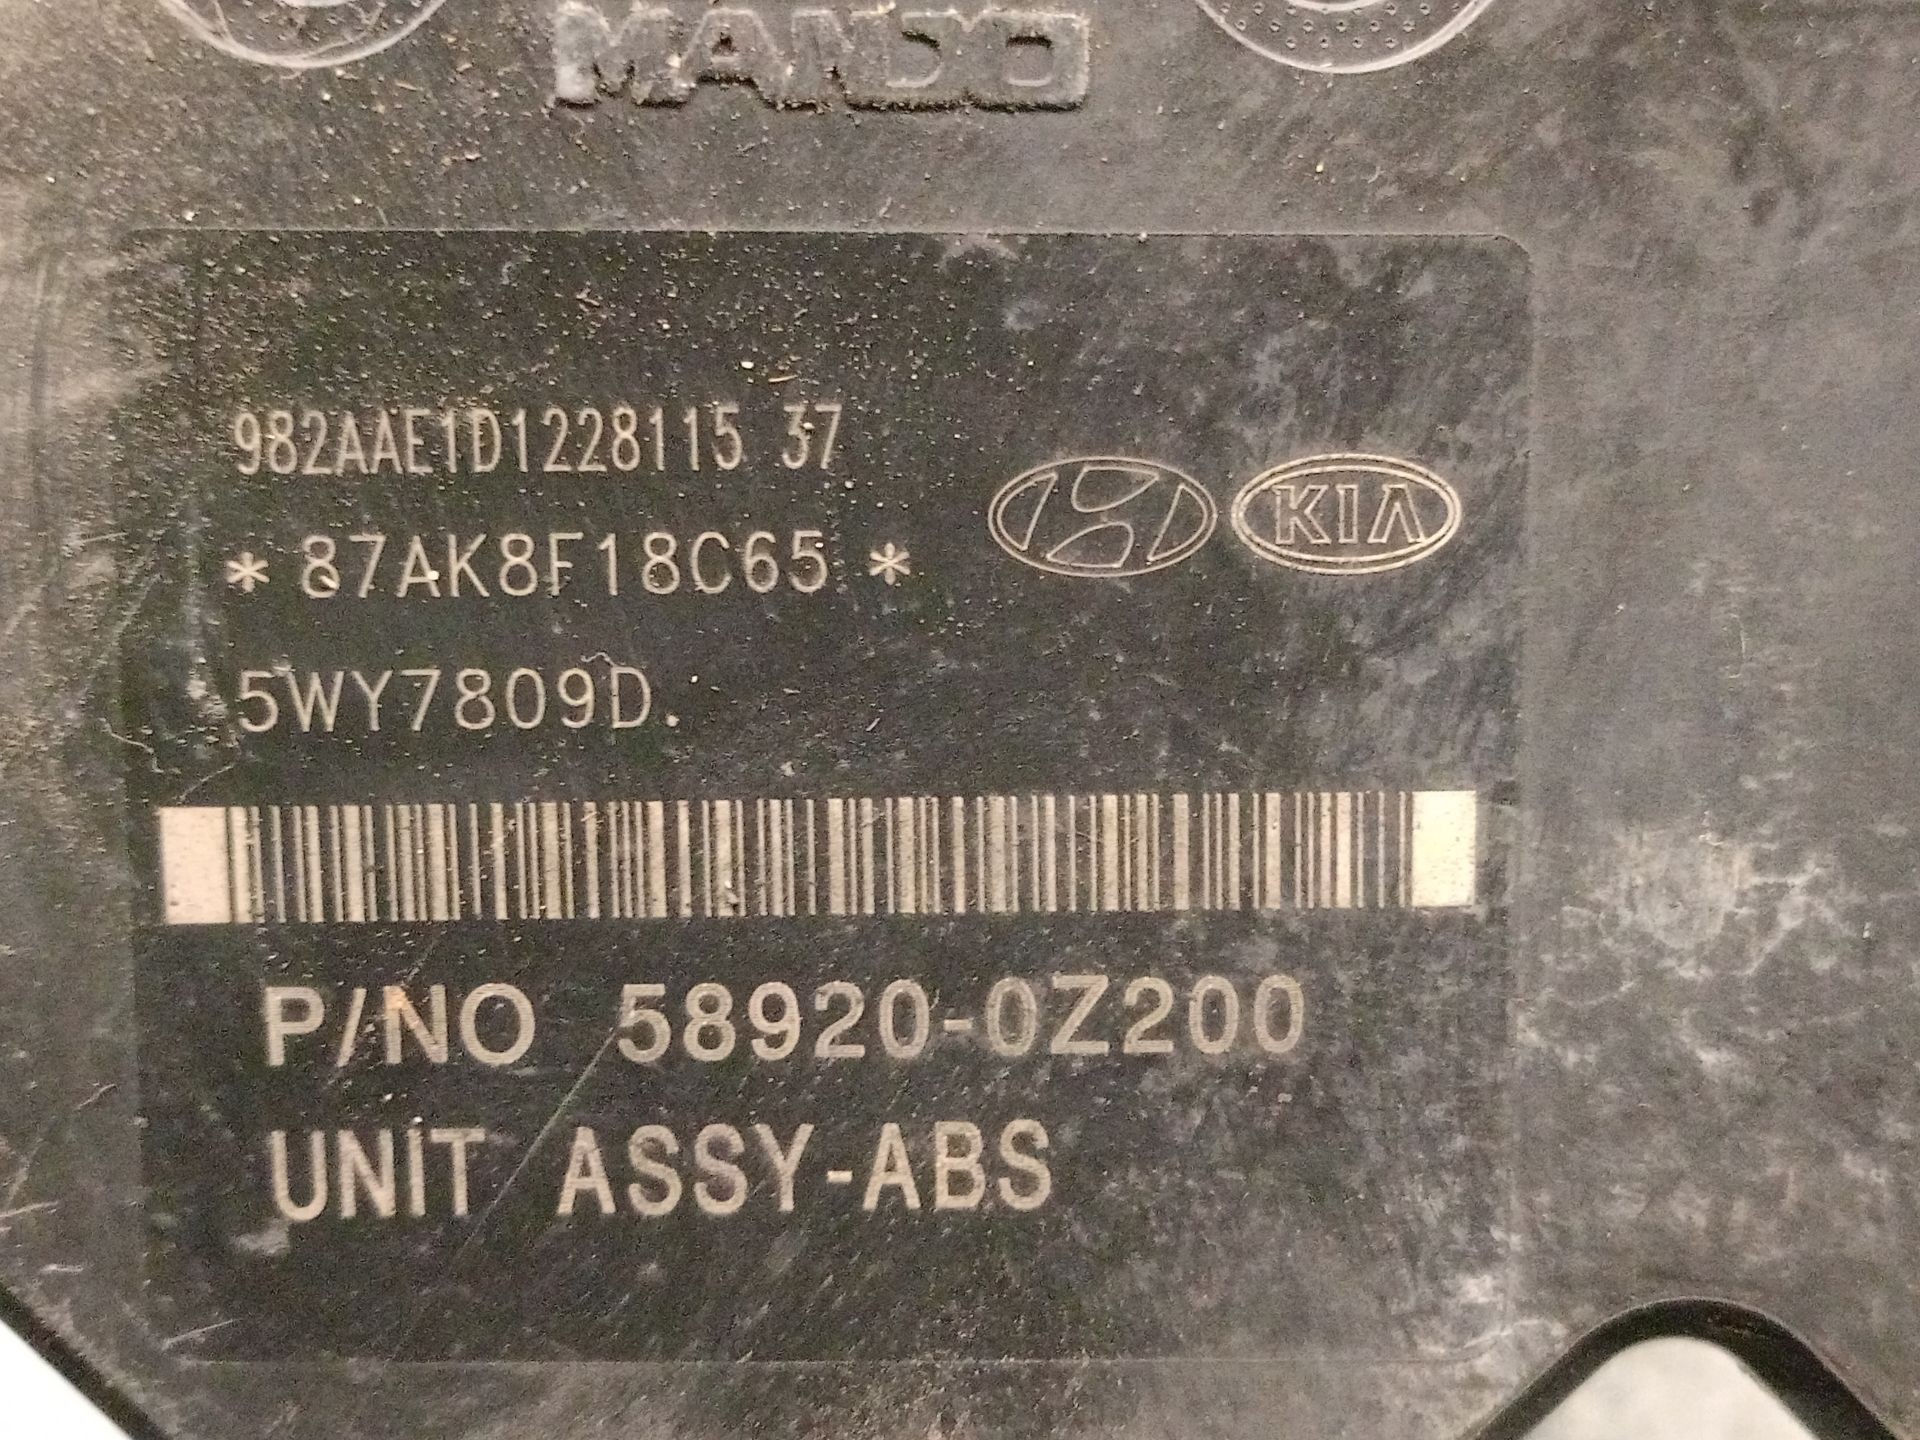 MANDO
982AAE1D1228115 37
*87AK8F18C65*
KIA
5WY7809D.
P/NO 58920-0Z200
UNIT ASSY-ABS